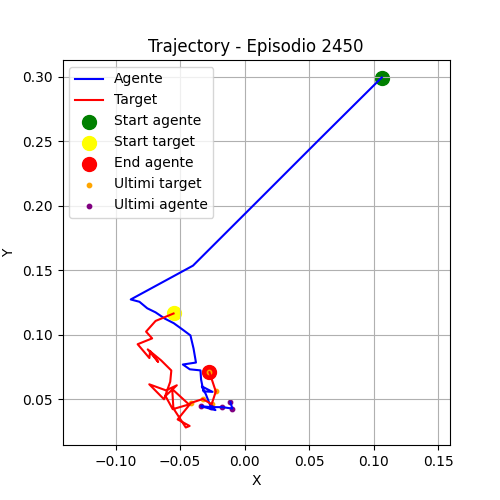 Trajectory - Episodio 2450
Agente
Target
Start agente
Start target
End agente
Ultimi target
Ultimi agente
Y
0.30
0.25
0.20
0.15
0.10
0.05
−0.10 −0.05 0.00 0.05 0.10 0.15
X